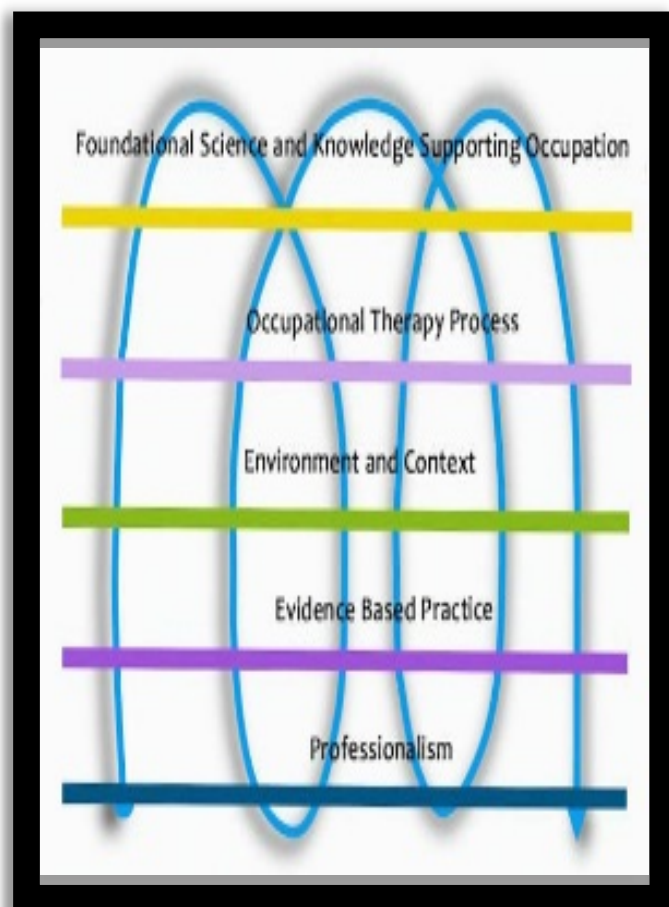 Foundational Science and Knowledge Supporting Occupation
Occupational Therapy Process
Environment and Context
Evidence Based Practice
Professionalism